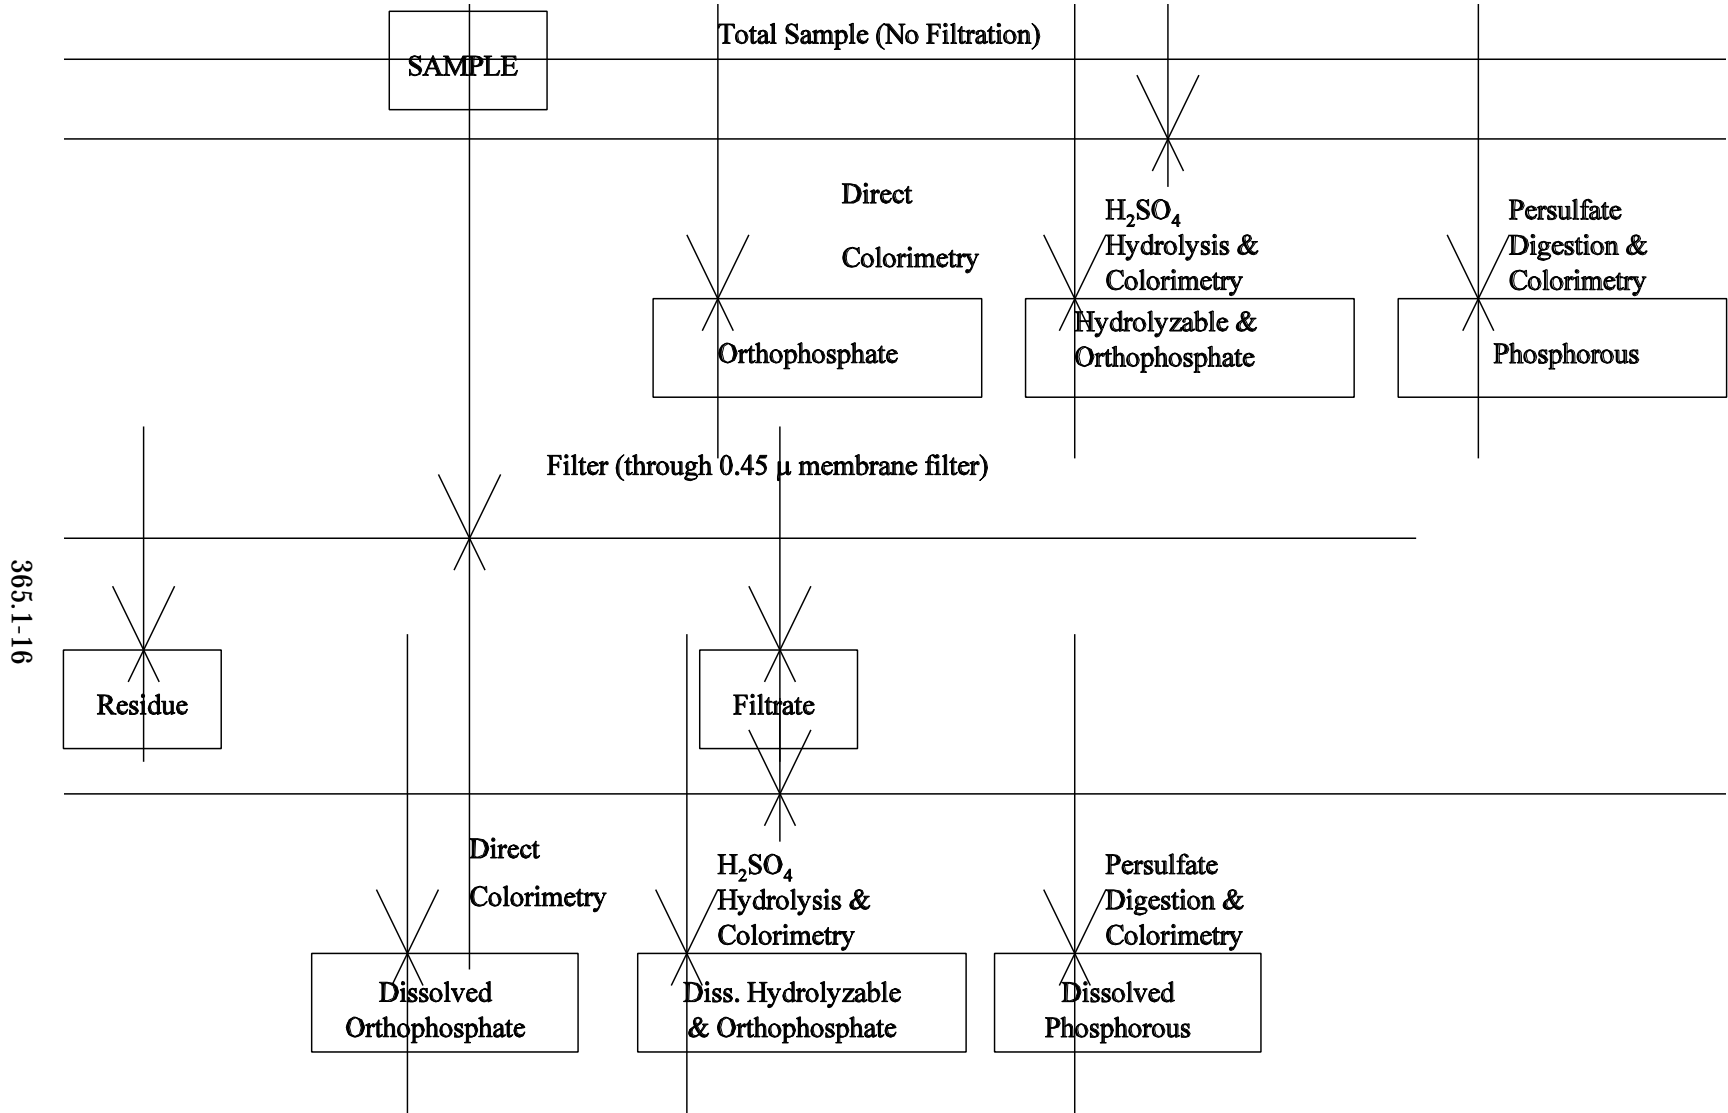 Total Sample (No Filtration)
SAMPLE
Direct
Colorimetry
H₂SO₄
Hydrolysis &
Colorimetry
Persulfate
Digestion &
Colorimetry
Orthophosphate
Hydrolyzable &
Orthophosphate
Phosphorous
Filter (through 0.45 μ membrane filter)
365.1-16
Residue
Filtrate
Direct
Colorimetry
H₂SO₄
Hydrolysis &
Colorimetry
Persulfate
Digestion &
Colorimetry
Dissolved
Orthophosphate
Diss. Hydrolyzable
& Orthophosphate
Dissolved
Phosphorous